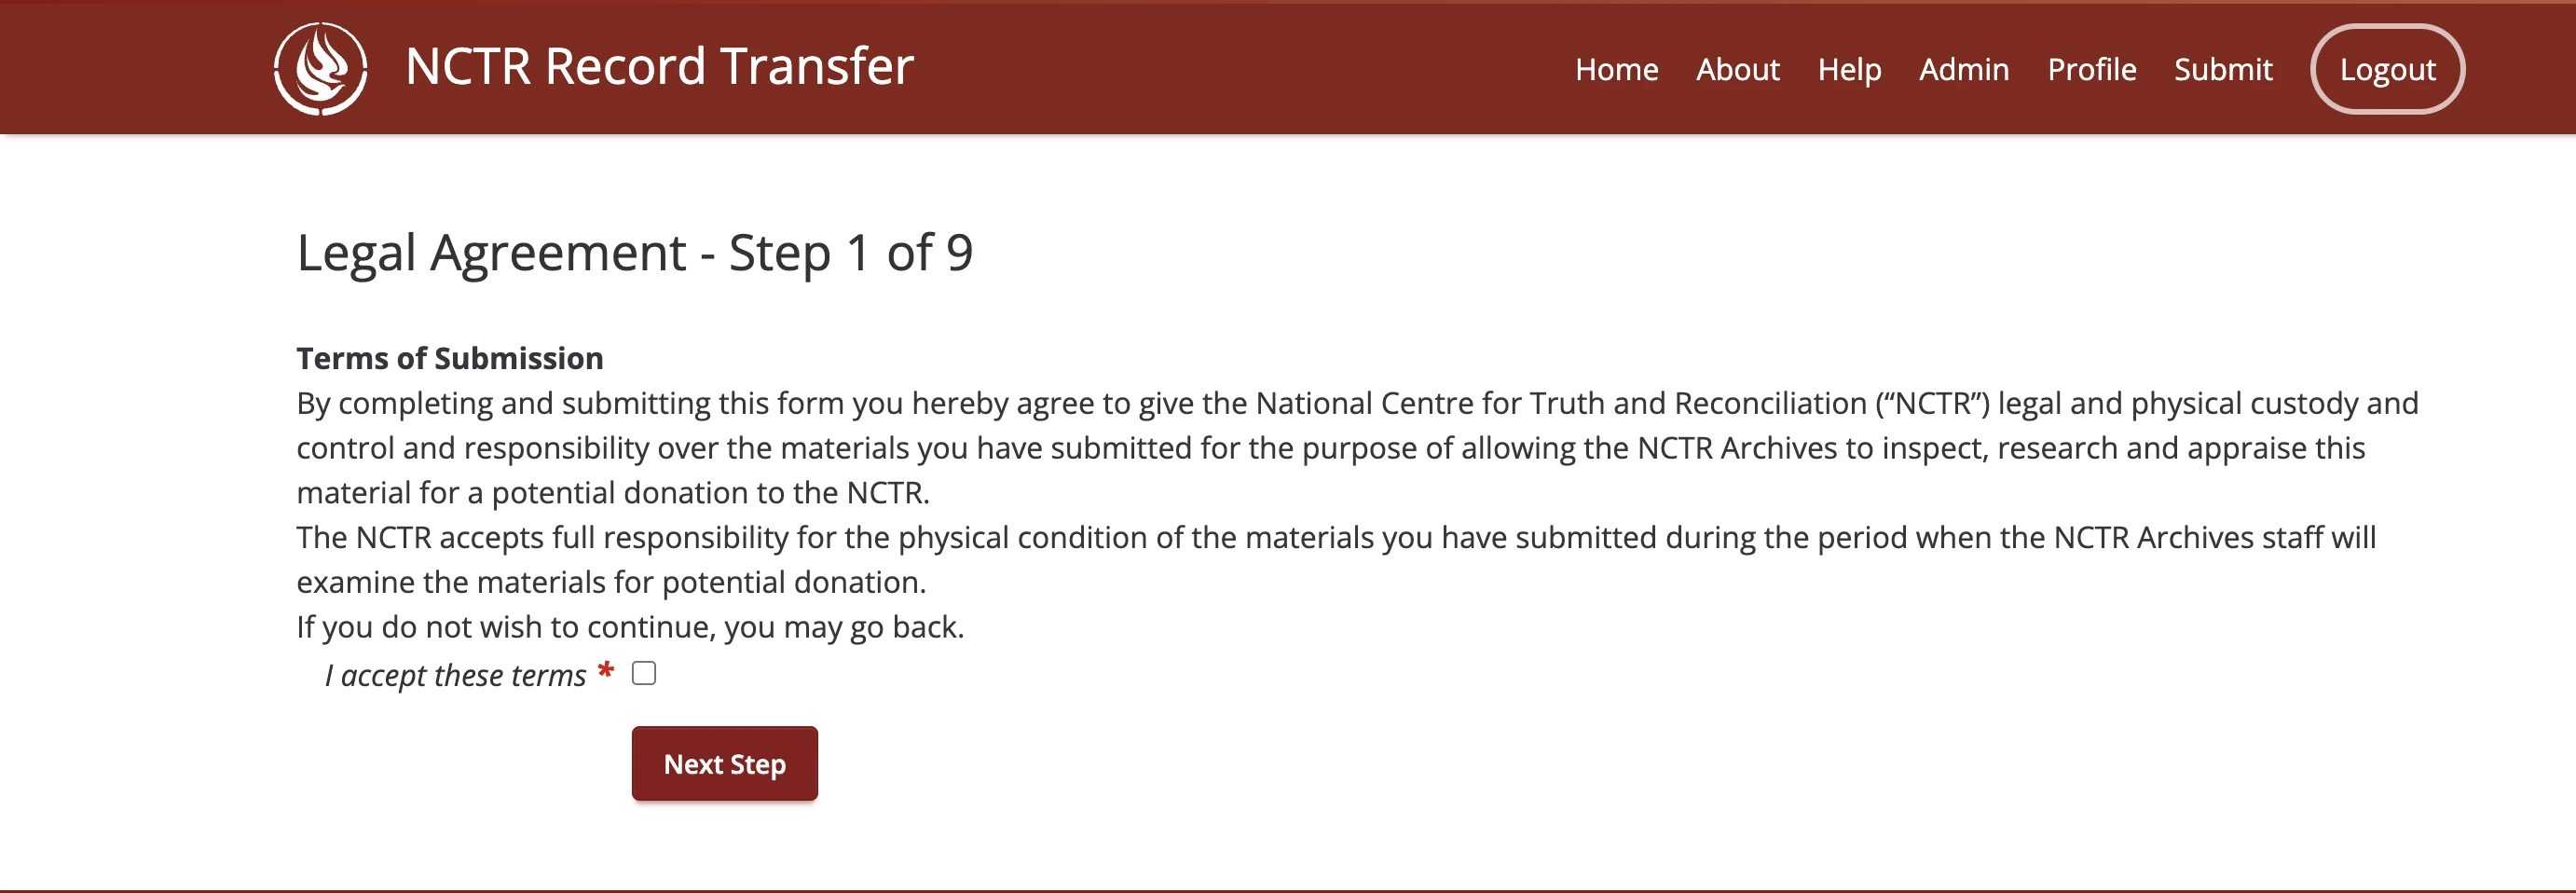 NCTR Record Transfer
Home About Help Admin Profile Submit Logout
Legal Agreement - Step 1 of 9
Terms of Submission
By completing and submitting this form you hereby agree to give the National Centre for Truth and Reconciliation (“NCTR”) legal and physical custody and
control and responsibility over the materials you have submitted for the purpose of allowing the NCTR Archives to inspect, research and appraise this
material for a potential donation to the NCTR.
The NCTR accepts full responsibility for the physical condition of the materials you have submitted during the period when the NCTR Archives staff will
examine the materials for potential donation.
If you do not wish to continue, you may go back.
I accept these terms *
Next Step